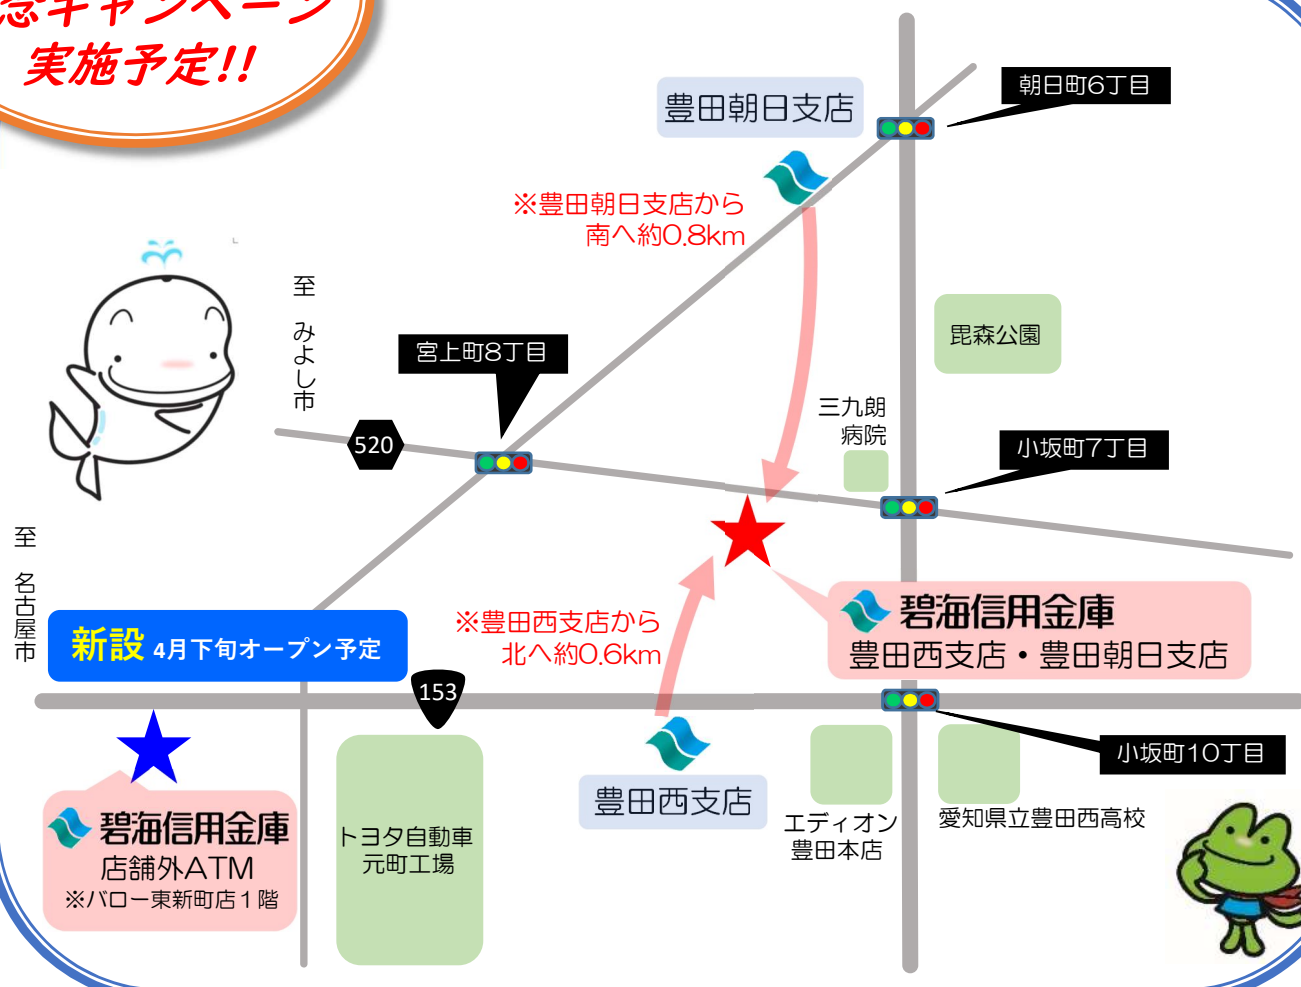 念キャンペーン
実施予定!!
朝日町6丁目
豊田朝日支店
※豊田朝日支店から
南へ約0.8km
至 みよし市
宮上町8丁目
毘森公園
三九朗
病院
520
小坂町7丁目
至 名古屋市
新設 4月下旬オープン予定
※豊田西支店から
北へ約0.6km
碧海信用金庫
豊田西支店・豊田朝日支店
153
小坂町10丁目
豊田西支店
エディオン
豊田本店
愛知県立豊田西高校
トヨタ自動車
元町工場
碧海信用金庫
店舗外ATM
※バロー東新町店1階